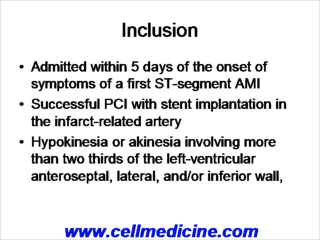 Inclusion
• Admitted within 5 days of the onset of
symptoms of a first ST-segment AMI
• Successful PCI with stent implantation in
the infarct-related artery
• Hypokinesia or akinesia involving more
than two thirds of the left-ventricular
anteroseptal, lateral, and/or inferior wall,
www.cellmedicine.com